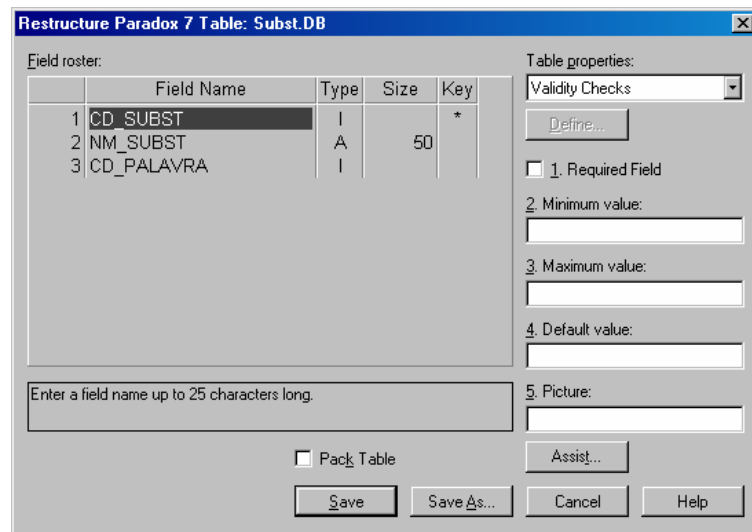 Restructure Paradox 7 Table: Subst.DB
Field roster:
Field Name Type Size Key
1 CD_SUBST I *
2 NM_SUBST A 50
3 CD_PALAVRA I
Enter a field name up to 25 characters long.
Pack Table
Save Save As...
Table properties:
Validity Checks
Define...
1. Required Field
2. Minimum value:
3. Maximum value:
4. Default value:
5. Picture:
Assist...
Cancel Help